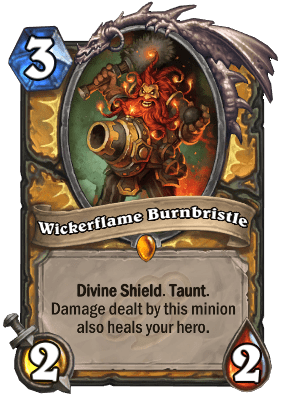 3
Wickerflame Burnbristle
Divine Shield. Taunt.
Damage dealt by this minion
also heals your hero.
2
2